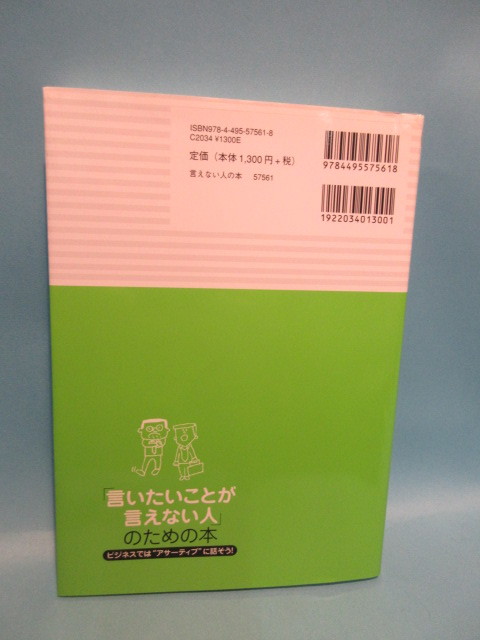 ISBN978-4-495-57561-8
C2034 ¥1300E
定価（本体1,300円+税）
言えない人の本 57561
9784495575618
1922034013001
「言いたいことが
言えない人」
のための本
ビジネスでは"アサーティブ"に話そう!